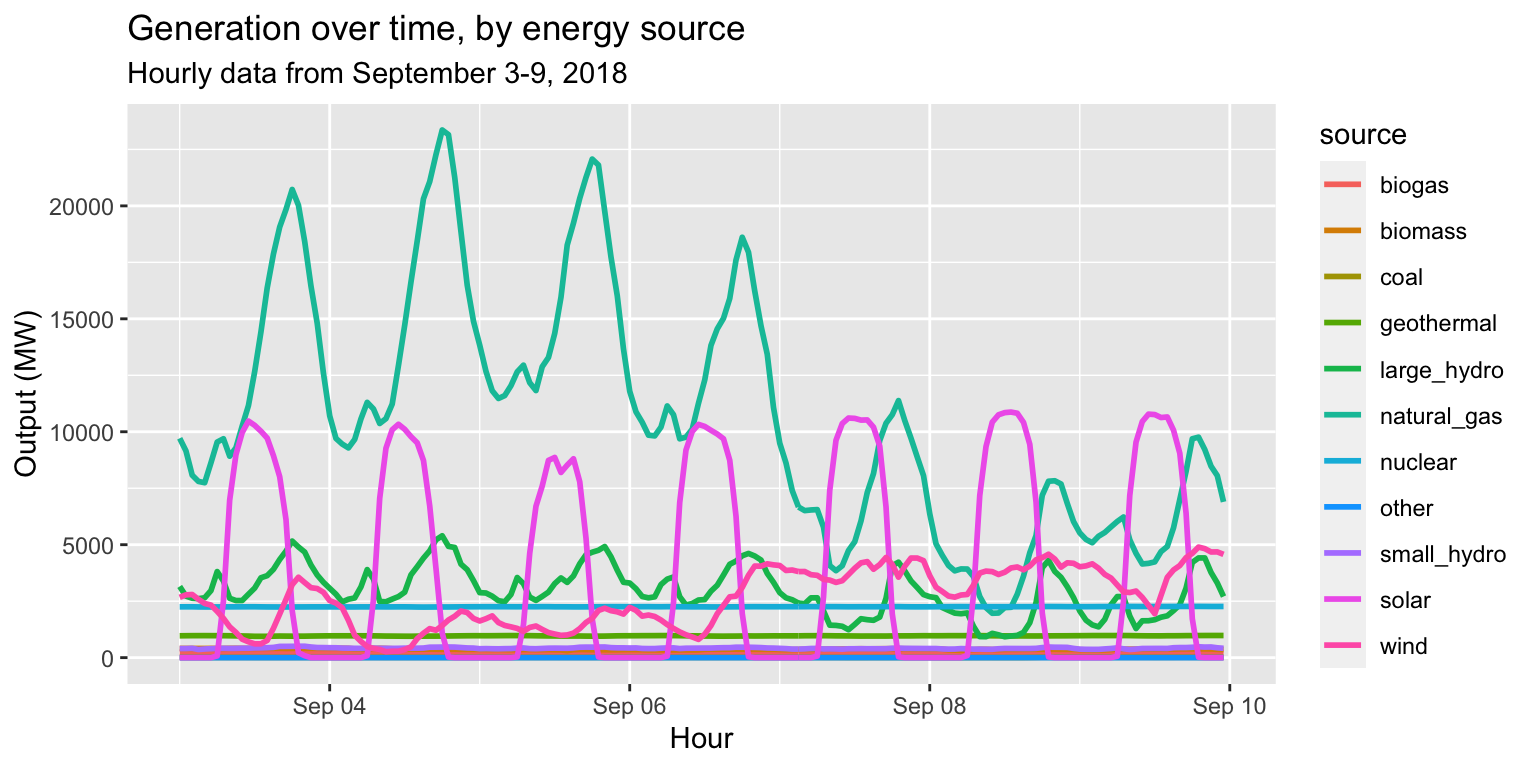 Generation over time, by energy source
Hourly data from September 3-9, 2018
Output (MW)
20000
15000
10000
5000
0
Sep 04
Sep 06
Sep 08
Sep 10
Hour
source
biogas
biomass
coal
geothermal
large_hydro
natural_gas
nuclear
other
small_hydro
solar
wind